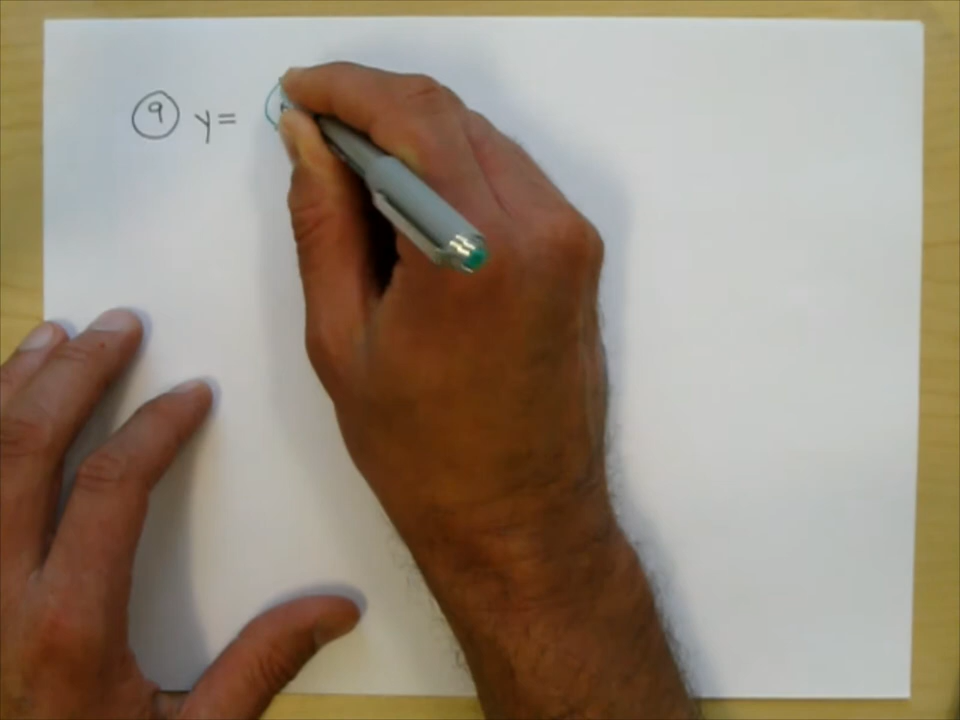 9 y =